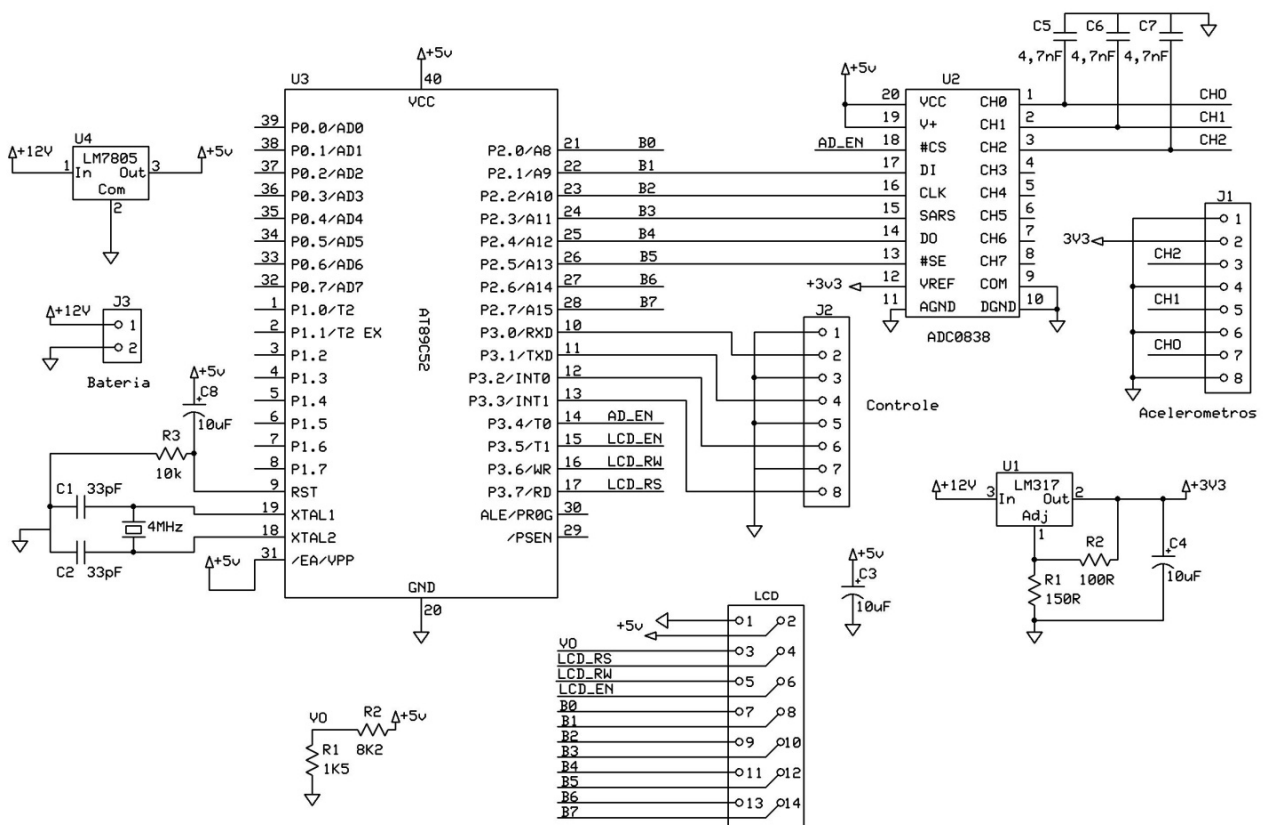 U4
+12V
+5v
1
LM7805
3
In Out
Com
2
J3
+12V
1
2
Bateria
+5v
C8
10uF
R3
10k
C1 33pF
4MHz
C2 33pF
+5v
U3
+5v
40
VCC
39 P0.0/AD0
38 P0.1/AD1
37 P0.2/AD2
36 P0.3/AD3
35 P0.4/AD4
34 P0.5/AD5
33 P0.6/AD6
32 P0.7/AD7
1 P1.0/T2
2 P1.1/T2 EX
3 P1.2
4 P1.3
5 P1.4
6 P1.5
7 P1.6
8 P1.7
9 RST
19 XTAL1
18 XTAL2
31 /EA/VPP
AT89C52
P2.0/A8 21 B0
P2.1/A9 22 B1
P2.2/A10 23 B2
P2.3/A11 24 B3
P2.4/A12 25 B4
P2.5/A13 26 B5
P2.6/A14 27 B6
P2.7/A15 28 B7
P3.0/RXD 10
P3.1/TXD 11
P3.2/INT0 12
P3.3/INT1 13
P3.4/T0 14 AD_EN
P3.5/T1 15 LCD_EN
P3.6/WR 16 LCD_RW
P3.7/RD 17 LCD_RS
ALE/PR0G 30
/PSEN 29
GND
20
C5 C6 C7
4,7nF 4,7nF 4,7nF
+5v
U2
20 VCC CH0 1 CH0
19 V+ CH1 2 CH1
AD_EN 18 #CS CH2 3 CH2
17 DI CH3 4
16 CLK CH4 5
15 SARS CH5 6
14 DO CH6 7
13 #SE CH7 8
+3v3 12 VREF COM 9
11 AGND DGND 10
ADC0838
J2
1
2
3
4
5
6
7
8
Controle
J1
1
3V3 2
CH2 3
4
CH1 5
6
CH0 7
8
Acelerometros
U1
+12V 3
LM317
2 +3V3
In Out
Adj
1
R2
100R
R1
150R
C4
10uF
+5v
C3
10uF
LCD
1 2
+5v
V0
3 4
LCD_RS
LCD_RW
5 6
LCD_EN
B0
7 8
B1
B2
9 10
B3
B4
11 12
B5
B6
13 14
B7
V0
R2
+5v
8K2
R1
1K5